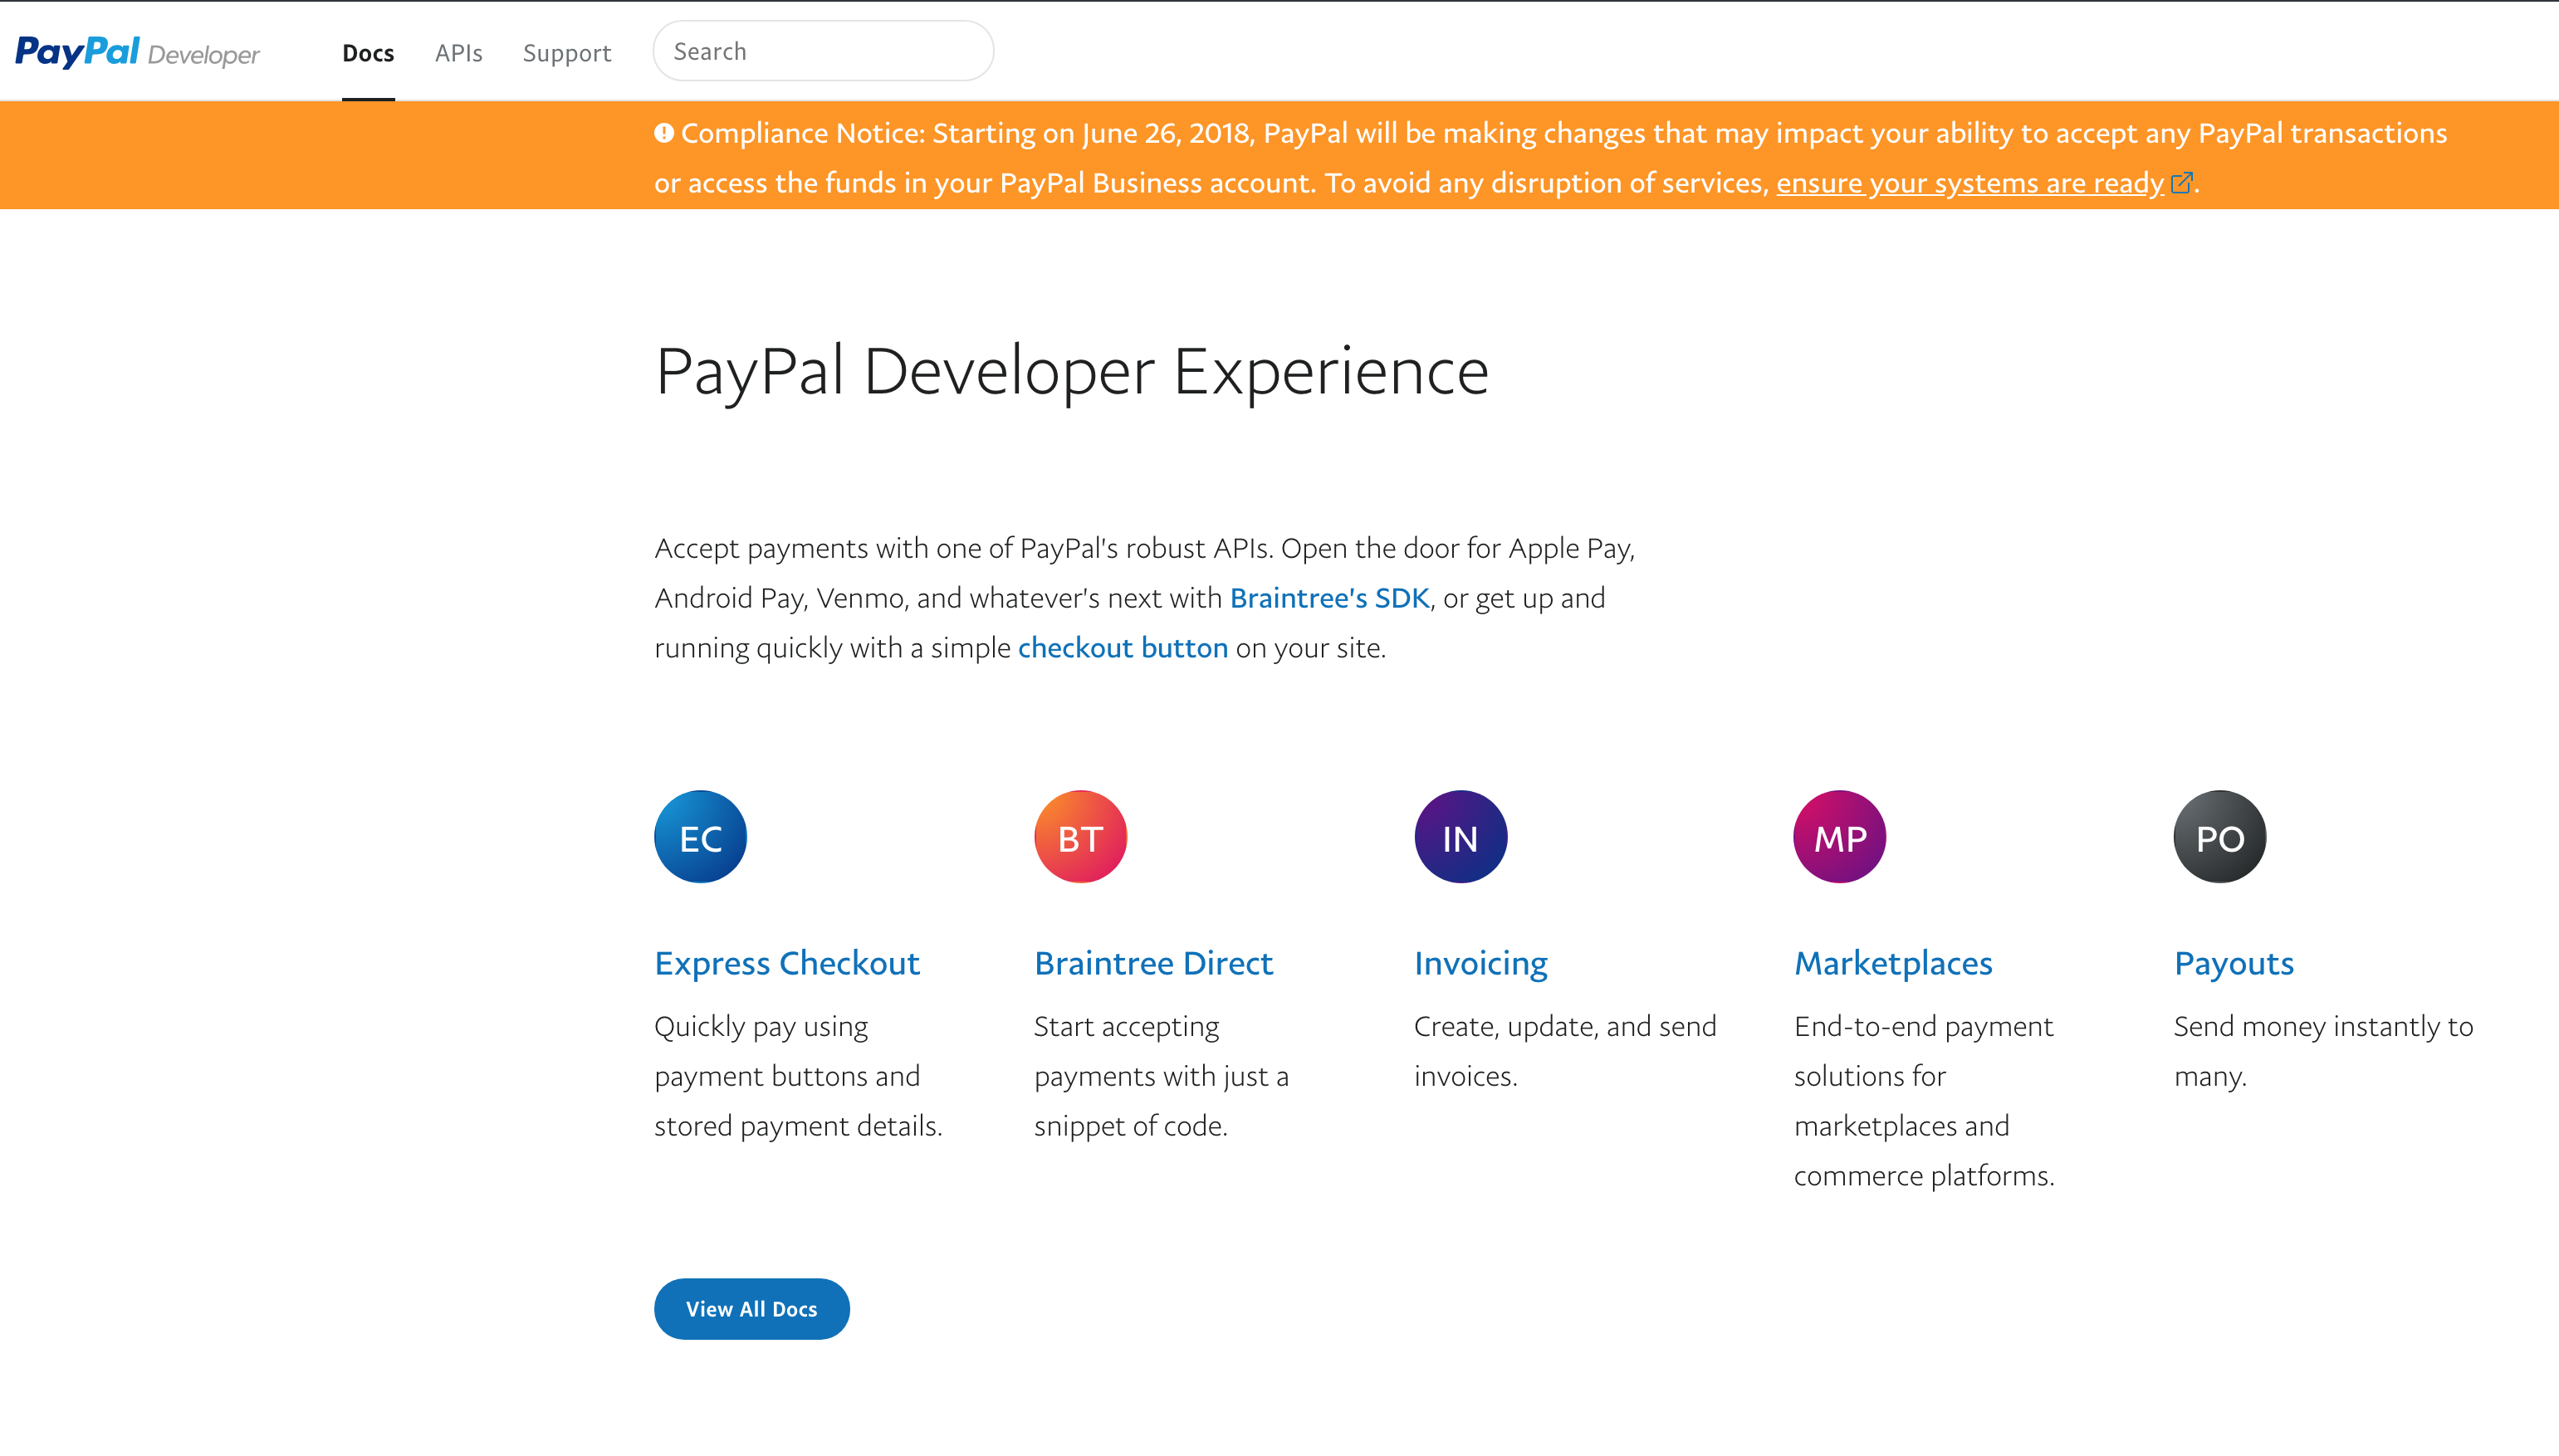 PayPal Developer
Docs
APIs
Support
Search
Compliance Notice: Starting on June 26, 2018, PayPal will be making changes that may impact your ability to accept any PayPal transactions
or access the funds in your PayPal Business account. To avoid any disruption of services, ensure your systems are ready.
PayPal Developer Experience
Accept payments with one of PayPal's robust APIs. Open the door for Apple Pay,
Android Pay, Venmo, and whatever's next with Braintree's SDK, or get up and
running quickly with a simple checkout button on your site.
EC
Express Checkout
Quickly pay using
payment buttons and
stored payment details.
BT
Braintree Direct
Start accepting
payments with just a
snippet of code.
IN
Invoicing
Create, update, and send
invoices.
MP
Marketplaces
End-to-end payment
solutions for
marketplaces and
commerce platforms.
PO
Payouts
Send money instantly to
many.
View All Docs